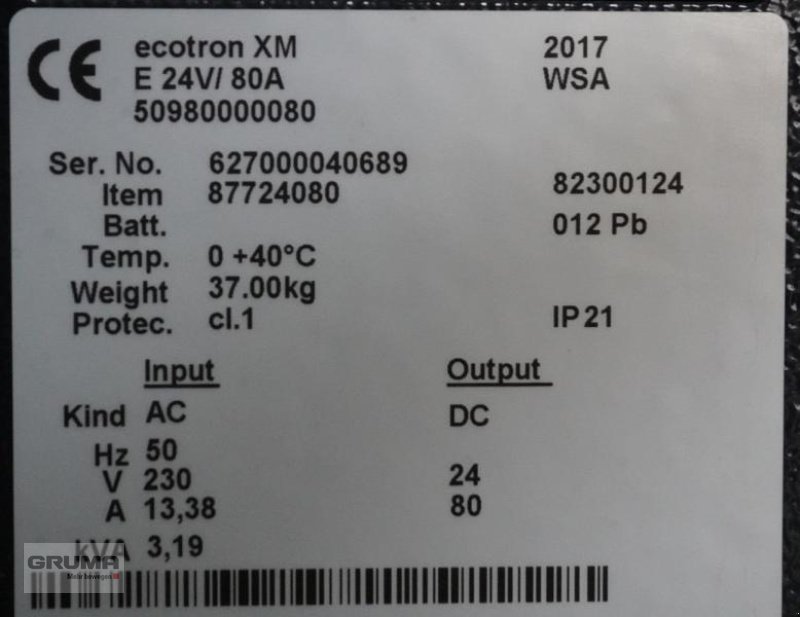 CE ecotron XM 2017
E 24V/ 80A WSA
50980000080
Ser. No. 627000040689
Item 87724080 82300124
Batt. 012 Pb
Temp. 0 +40°C
Weight 37.00kg
Protec. cl.1 IP21
Input Output
Kind AC DC
Hz 50
V 230 24
A 13,38 80
kVA 3,19
GRUMA
Mehr bewegen